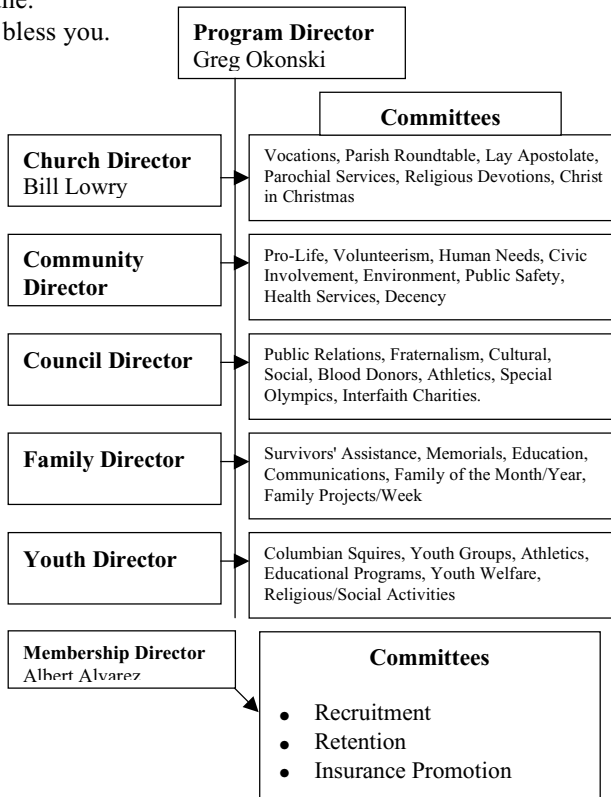 bless you.
Program Director
Greg Okonski
Committees
Church Director
Bill Lowry
Vocations, Parish Roundtable, Lay Apostolate,
Parochial Services, Religious Devotions, Christ
in Christmas
Community
Director
Pro-Life, Volunteerism, Human Needs, Civic
Involvement, Environment, Public Safety,
Health Services, Decency
Council Director
Public Relations, Fraternalism, Cultural,
Social, Blood Donors, Athletics, Special
Olympics, Interfaith Charities.
Family Director
Survivors' Assistance, Memorials, Education,
Communications, Family of the Month/Year,
Family Projects/Week
Youth Director
Columbian Squires, Youth Groups, Athletics,
Educational Programs, Youth Welfare,
Religious/Social Activities
Membership Director
Albert Alvarez
Committees
● Recruitment
● Retention
● Insurance Promotion